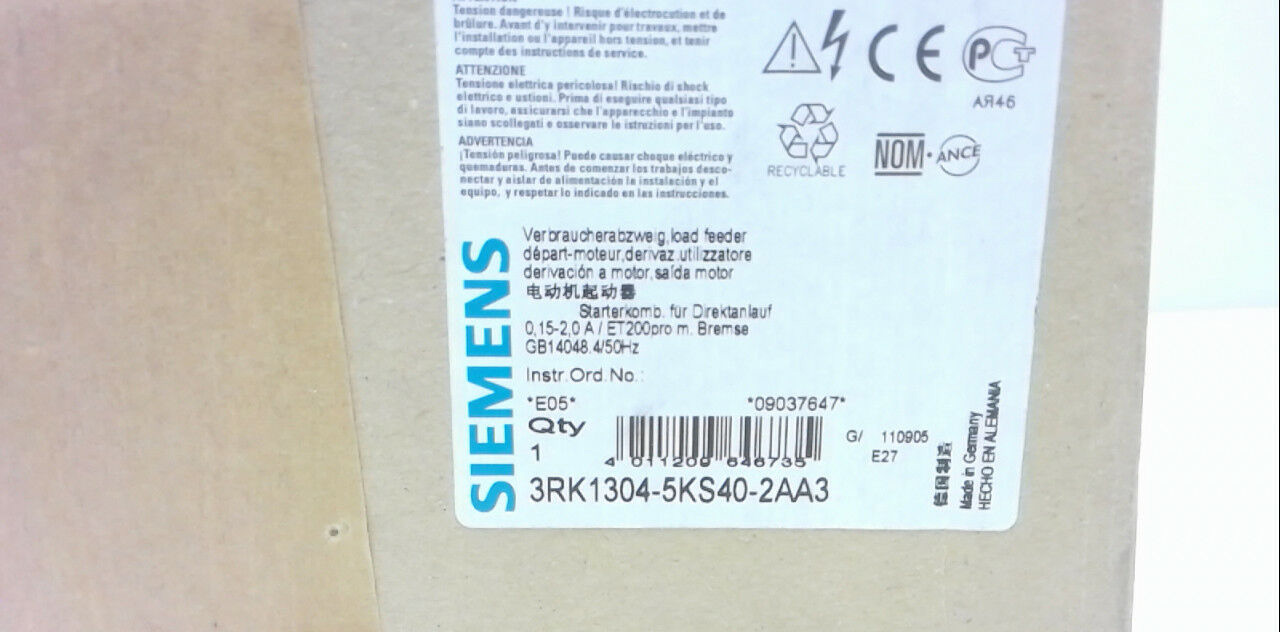 Tension dangereuse ! Risque d'électrocution et de
brûlure. Avant d'y intervenir pour travaux, mettre
l'installation ou l'appareil hors tension, et tenir
compte des instructions de service.
ATTENZIONE
Tensione elettrica pericolosa! Rischio di shock
elettrico e ustioni. Prima di eseguire qualsiasi tipo
di lavoro, assicurarsi che l'apparecchio e l'impianto
siano scollegati e osservare le istruzioni per l'uso.
ADVERTENCIA
¡Tensión peligrosa! Puede causar choque eléctrico y
quemaduras. Antes de comenzar los trabajos desco-
nectar y aislar de alimentación la instalación y el
equipo, y respetar lo indicado en las instrucciones.
CE
РСТ
АЯ46
RECYCLABLE
NOM·ANCE
SIEMENS
Verbraucherabzweig,load feeder
départ-moteur,derivaz.utilizzatore
derivación a motor,saída motor
电动机起动器
Starterkomb. für Direktanlauf
0,15-2,0 A / ET200pro m. Bremse
GB14048.4/50Hz
Instr.Ord.No.:
*E05* *09037647*
Qty
1
4 011209 646735
G/ 110905
E27
3RK1304-5KS40-2AA3
德国制造
Made in Germany
HECHO EN ALEMANIA